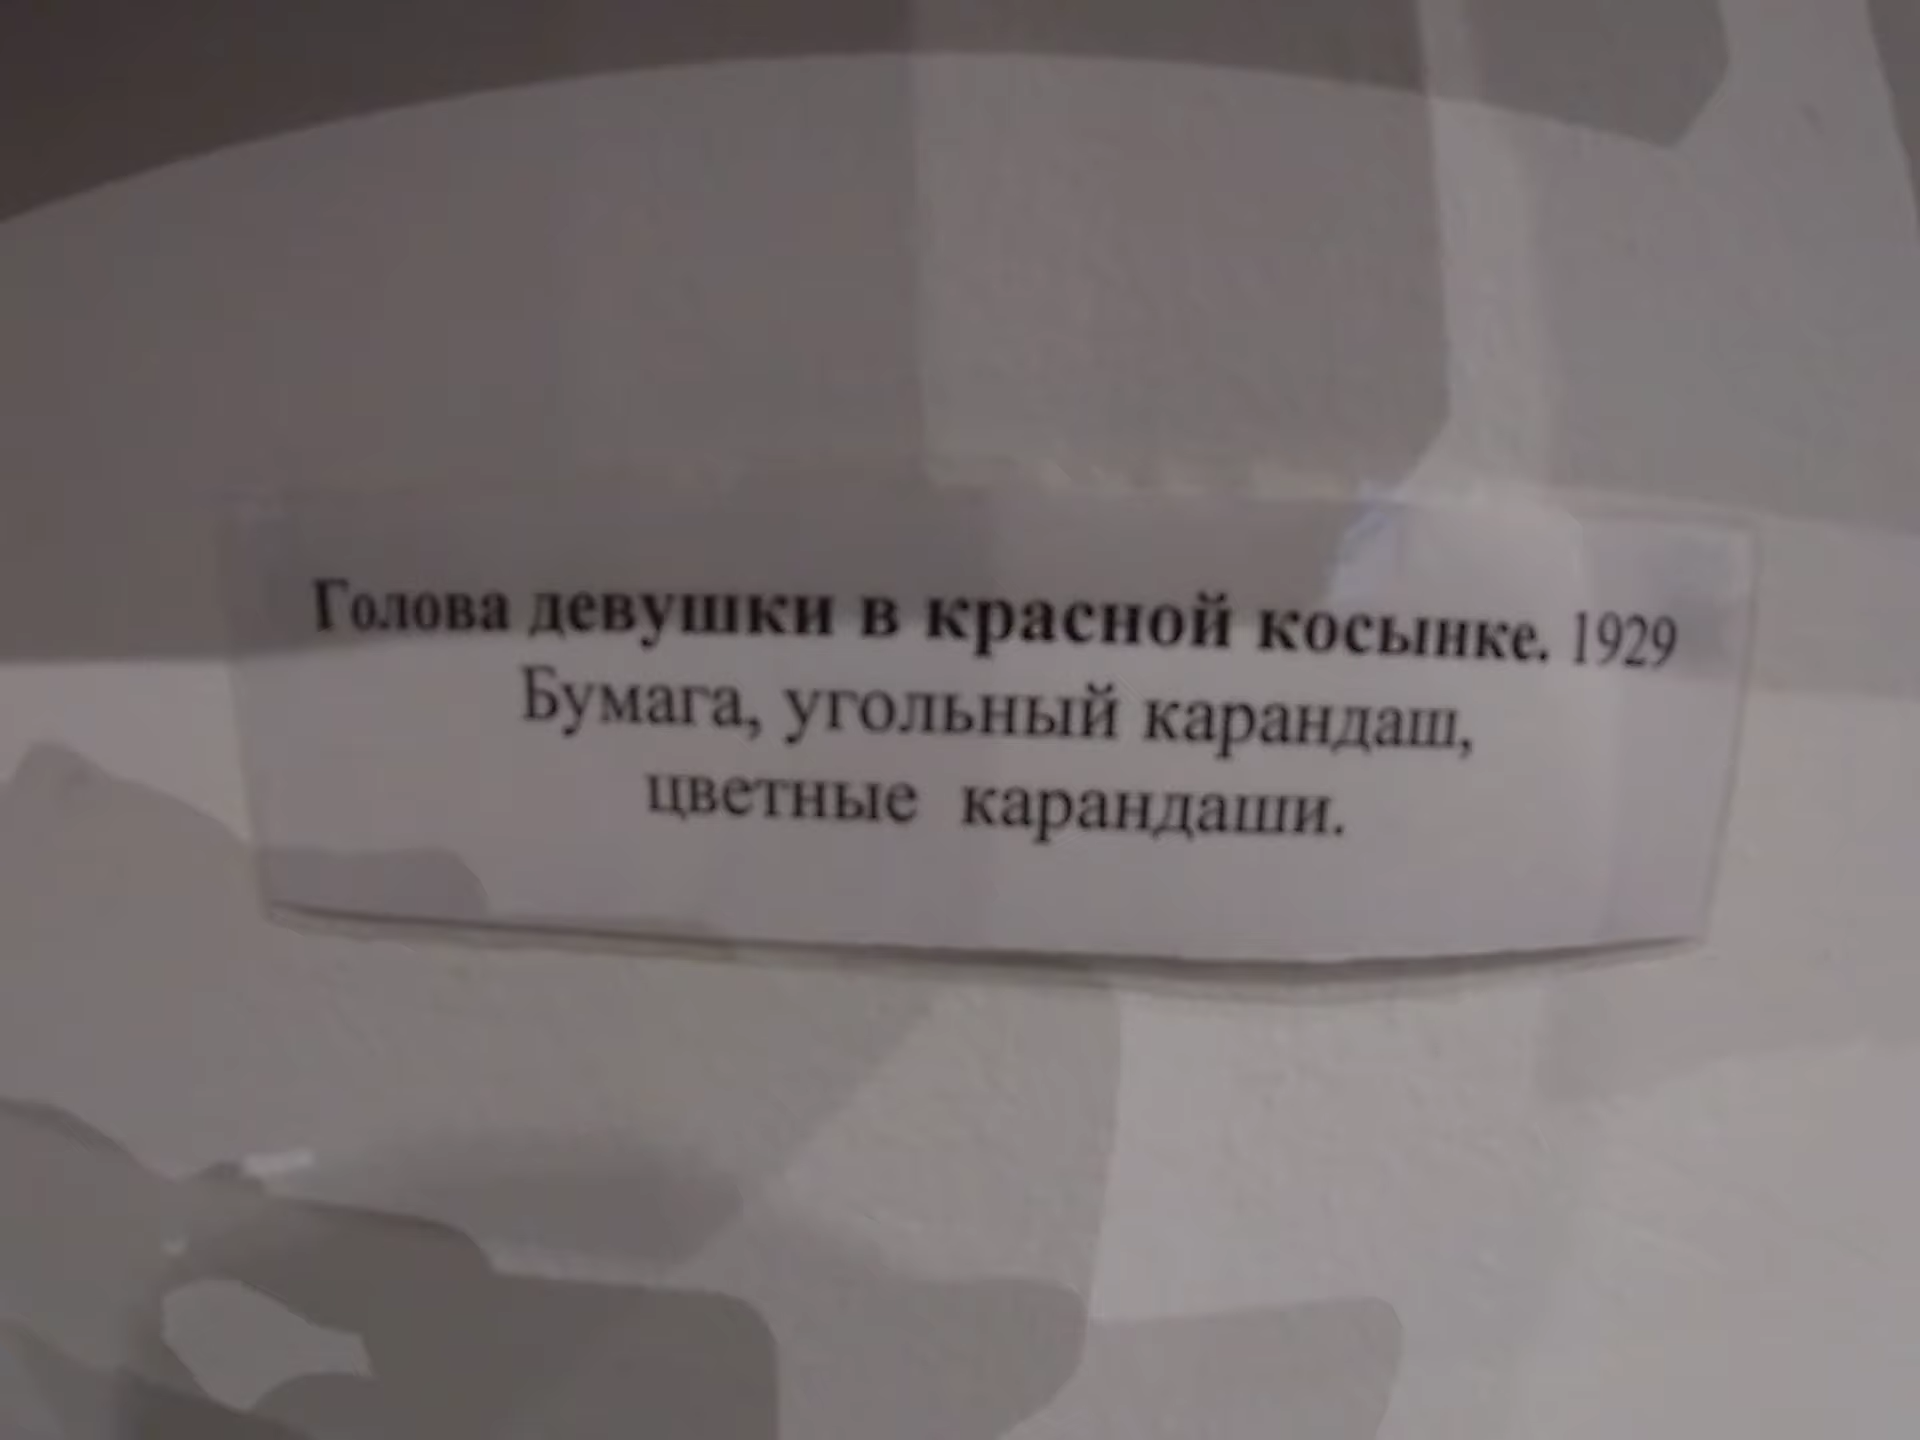 Голова девушки в красной косынке. 1929
Бумага, угольный карандаш,
цветные карандаши.